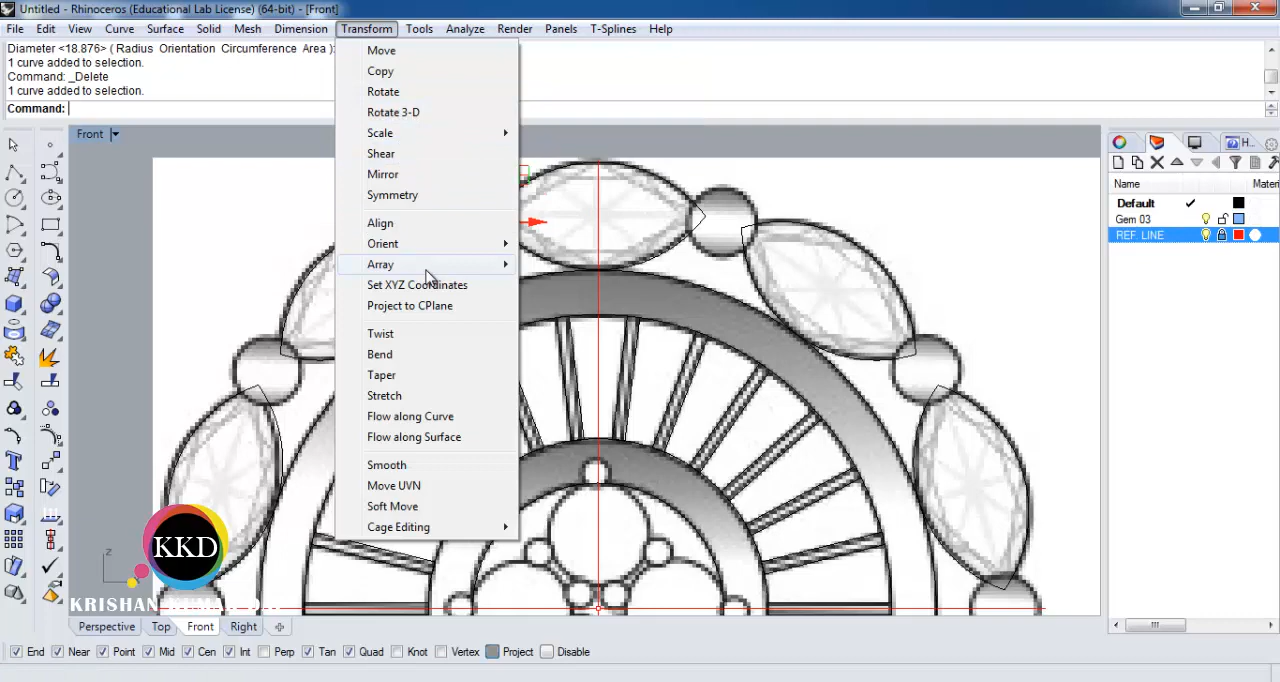 Untitled - Rhinoceros (Educational Lab License) (64-bit) - [Front]
File Edit View Curve Surface Solid Mesh Dimension Transform Tools Analyze Render Panels T-Splines Help
Diameter <18.876> ( Radius Orientation Circumference Area ):
1 curve added to selection.
Command: _Delete
1 curve added to selection.
Command:
Front
H...
Move
Copy
Rotate
Rotate 3-D
Scale
Shear
Mirror
Symmetry
Align
Orient
Array
Set XYZ Coordinates
Project to CPlane
Twist
Bend
Taper
Stretch
Flow along Curve
Flow along Surface
Smooth
Move UVN
Soft Move
Cage Editing
Name Material
Default
Gem 03
REF_LINE
z
KKD
KRISHAN
Perspective Top Front Right
End Near Point Mid Cen Int Perp Tan Quad Knot Vertex Project Disable